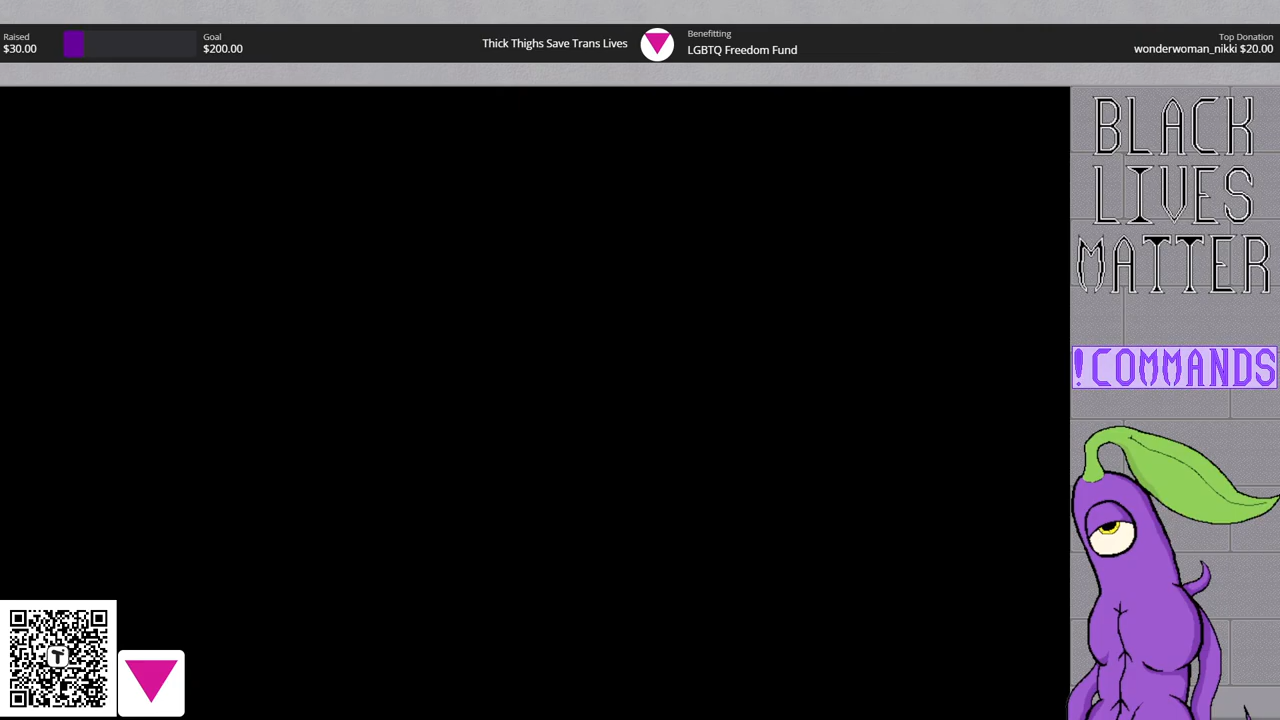 Raised
$30.00
Goal
$200.00
Thick Thighs Save Trans Lives
Benefitting
LGBTQ Freedom Fund
Top Donation
wonderwoman_nikki $20.00
BLACK
LIVES
MATTER
!COMMANDS
T